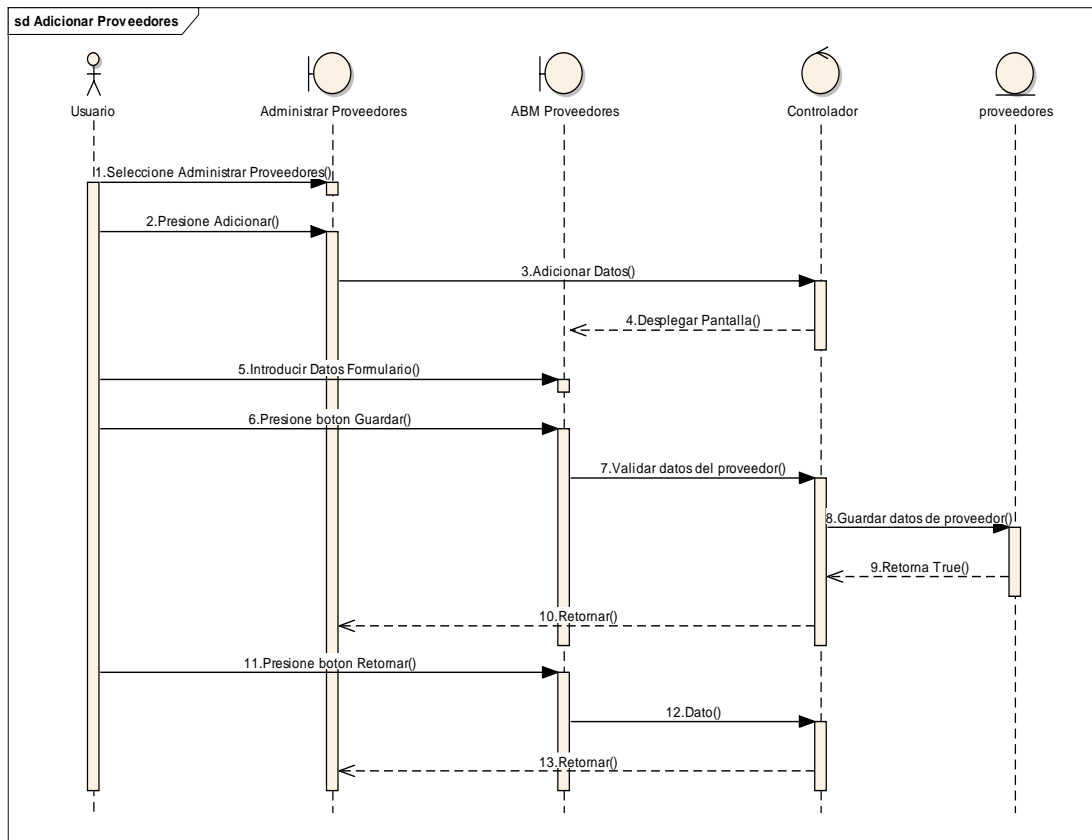 sd Adicionar Proveedores
Usuario
Administrar Proveedores
ABM Proveedores
Controlador
proveedores
1.Seleccione Administrar Proveedores()
2.Presione Adicionar()
3.Adicionar Datos()
4.Desplegar Pantalla()
5.Introducir Datos Formulario()
6.Presione boton Guardar()
7.Validar datos del proveedor()
8.Guardar datos de proveedor()
9.Retorna True()
10.Retornar()
11.Presione boton Retornar()
12.Dato()
13.Retornar()